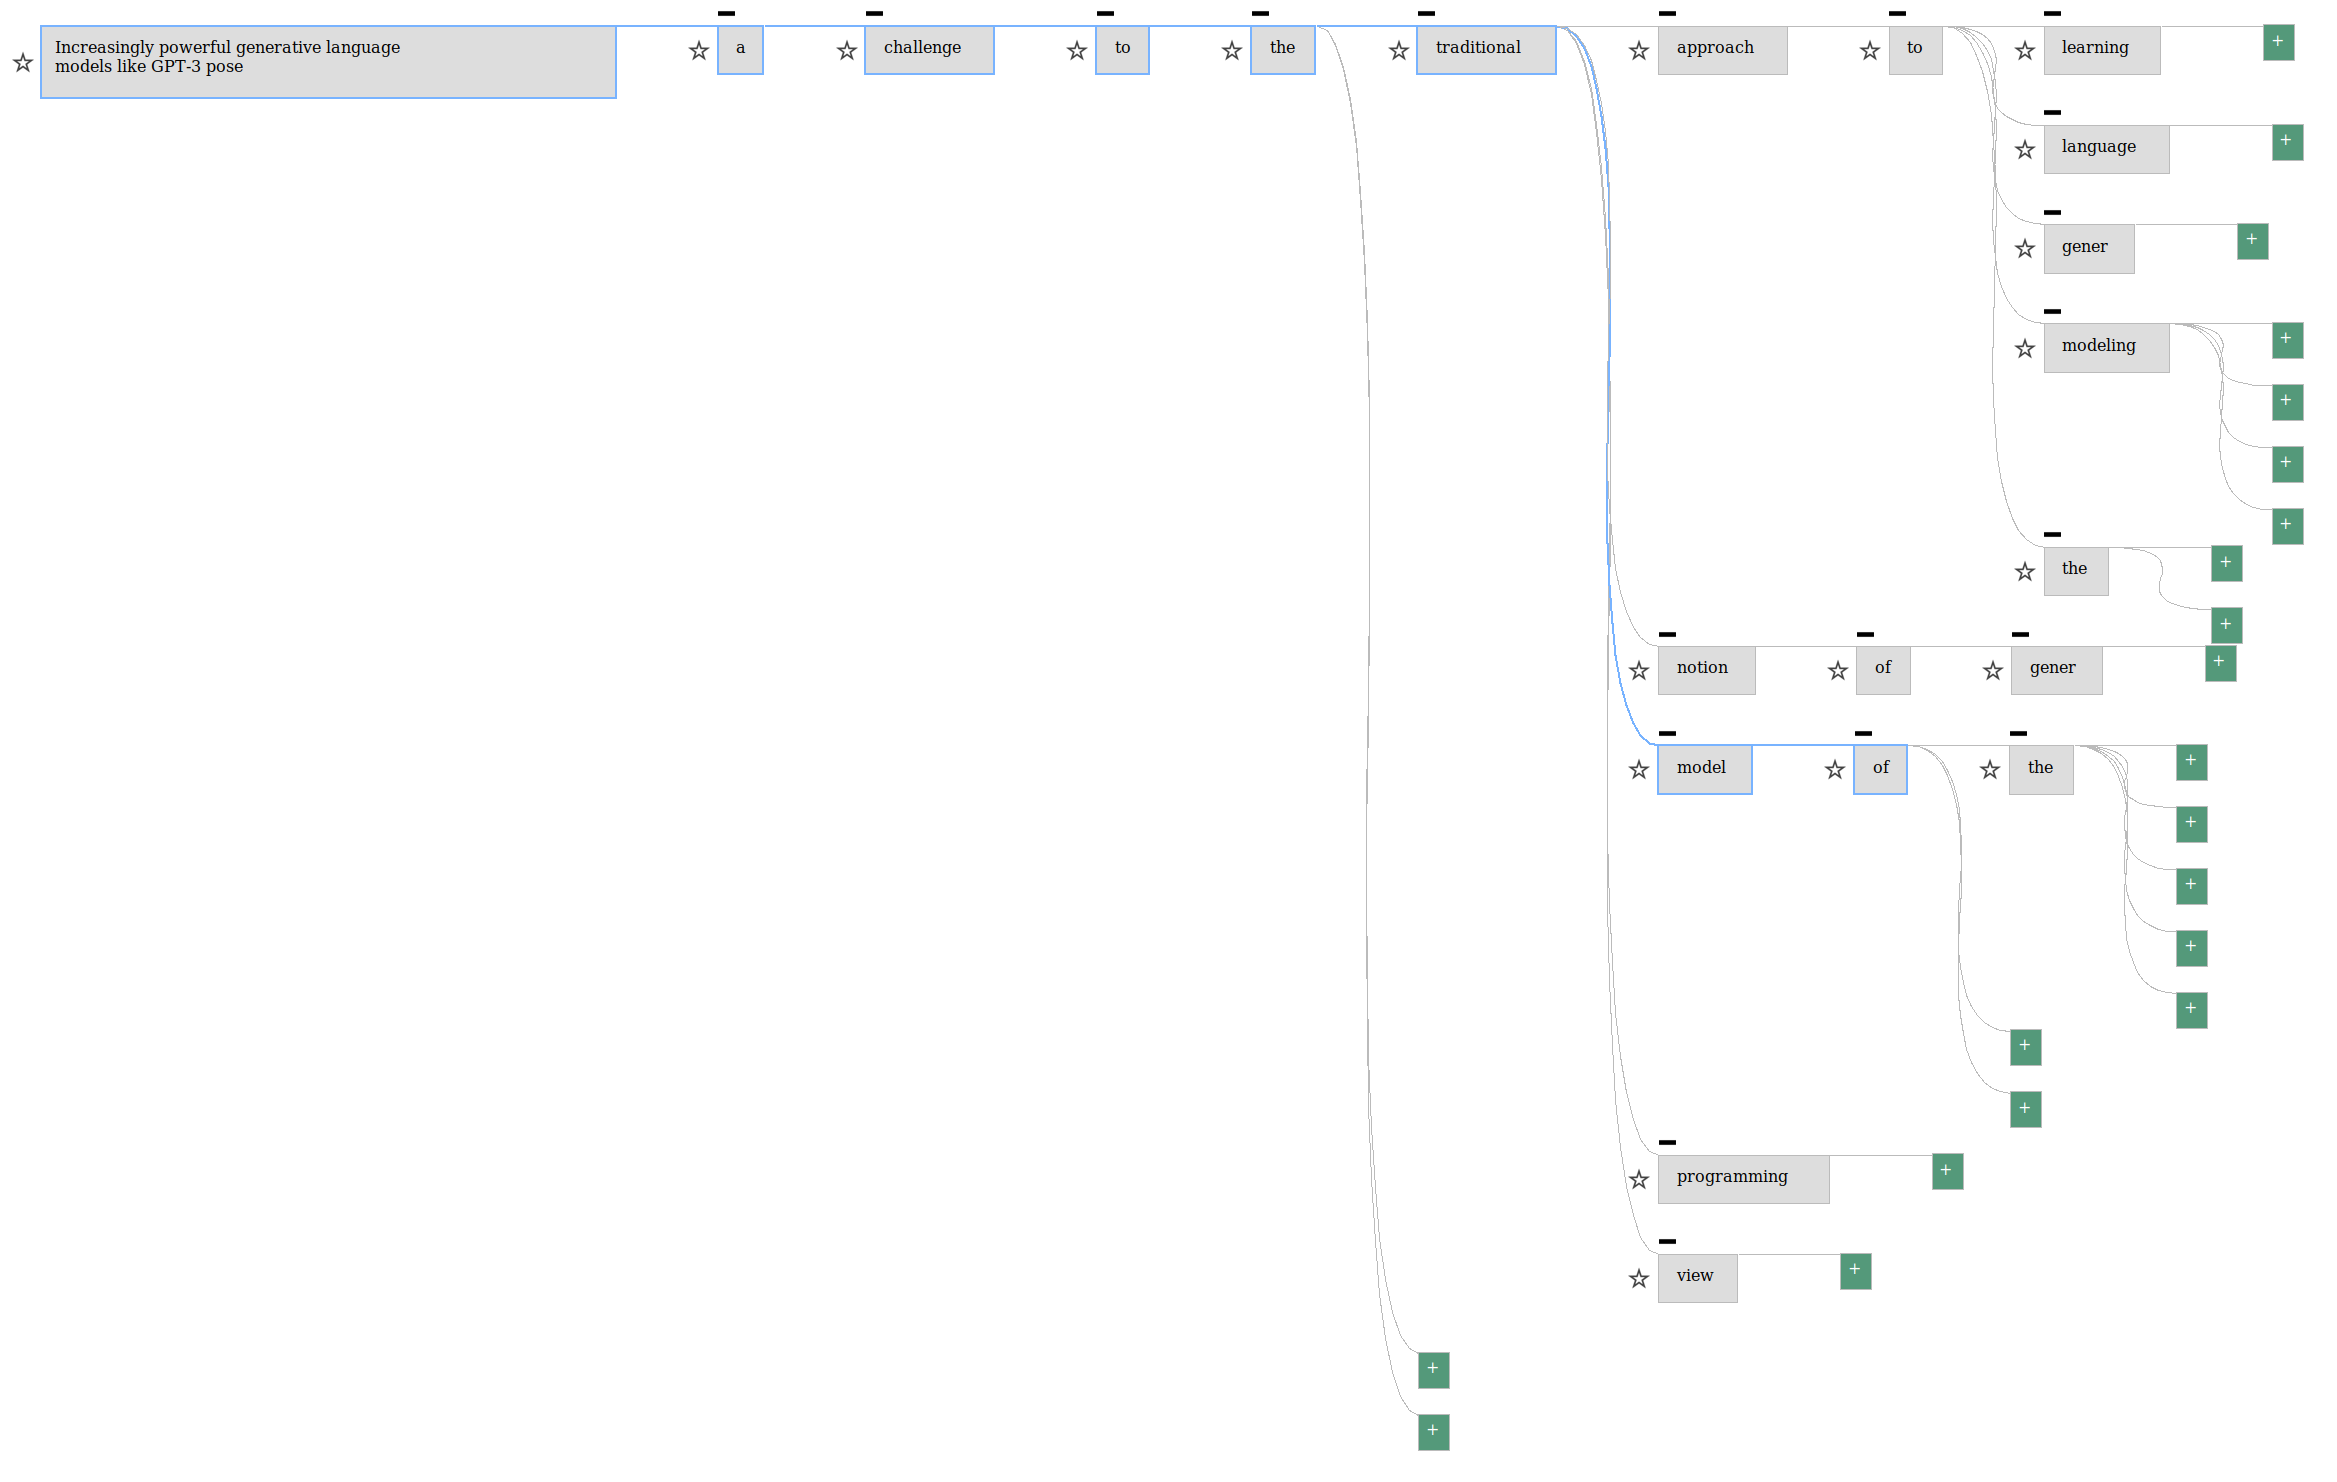 Increasingly powerful generative language
models like GPT-3 pose
a
challenge
to
the
traditional
approach
to
learning
+
language
+
gener
+
modeling
+
+
+
+
the
+
+
notion
of
gener
+
model
of
the
+
+
+
+
+
+
+
programming
+
view
+
+
+